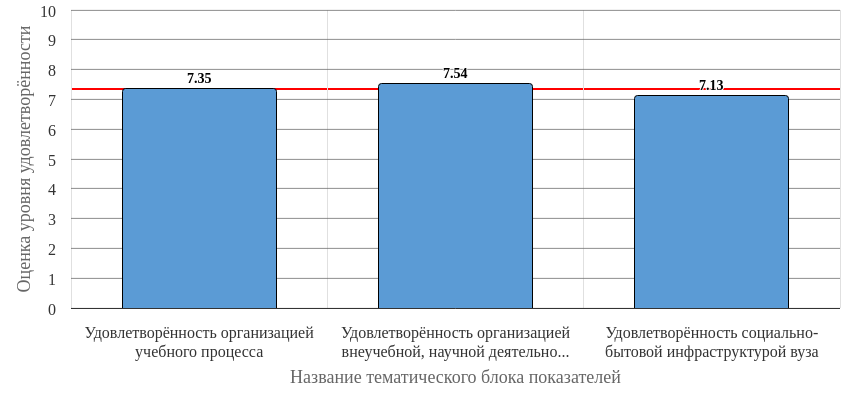 Оценка уровня удовлетворённости
10
9
8
7
6
5
4
3
2
1
0
7.35
7.54
7.13
Удовлетворённость организацией
учебного процесса
Удовлетворённость организацией
внеучебной, научной деятельно...
Удовлетворённость социально-
бытовой инфраструктурой вуза
Название тематического блока показателей